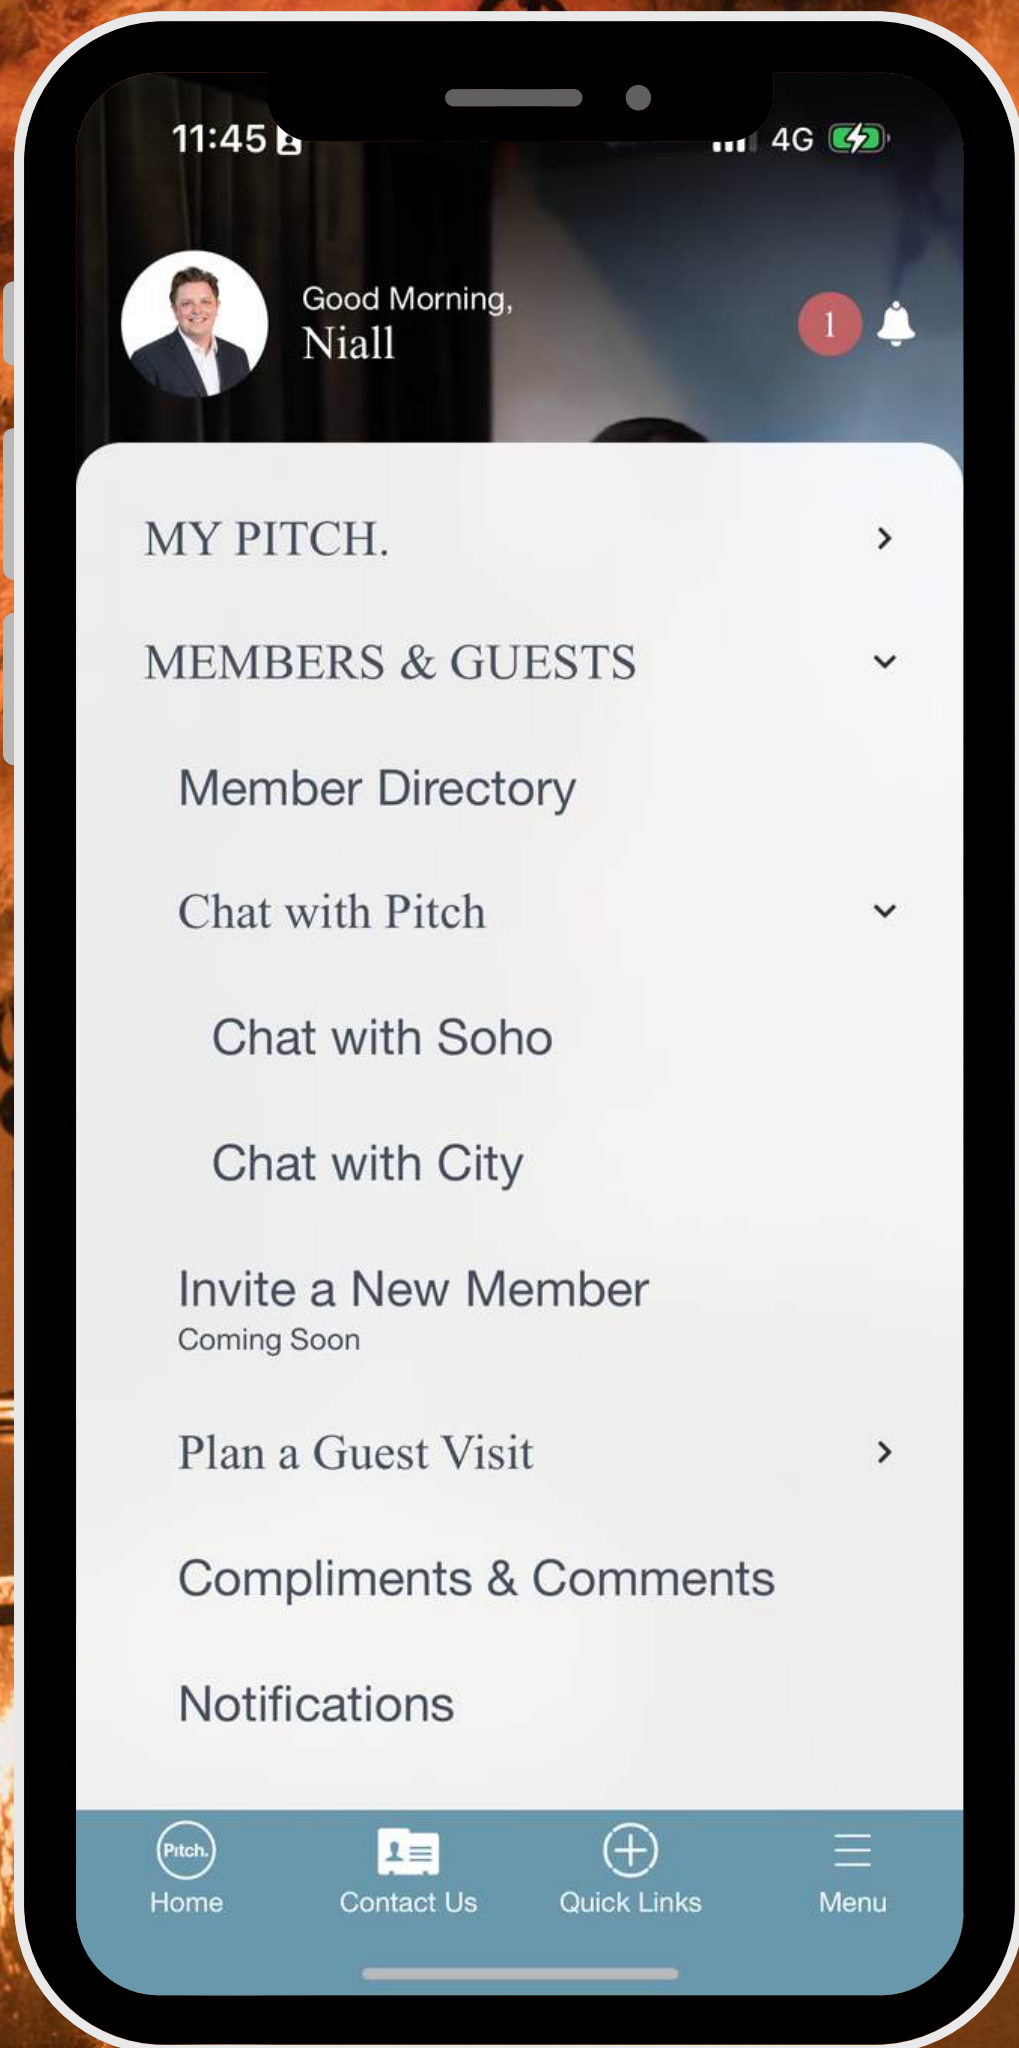 11:45
4G
Good Morning,
Niall
1
MY PITCH.
MEMBERS & GUESTS
Member Directory
Chat with Pitch
Chat with Soho
Chat with City
Invite a New Member
Coming Soon
Plan a Guest Visit
Compliments & Comments
Notifications
Pitch.
Home
Contact Us
Quick Links
Menu